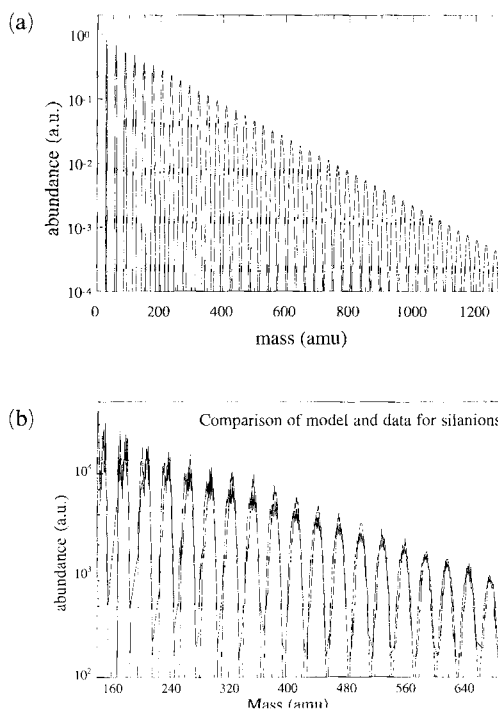 (a)
10⁰
10⁻¹
10⁻²
10⁻³
10⁻⁴
abundance (a.u.)
0 200 400 600 800 1000 1200
mass (amu)
(b)
Comparison of model and data for silanions
10⁴
10³
10²
abundance (a.u.)
160 240 320 400 480 560 640
Mass (amu)